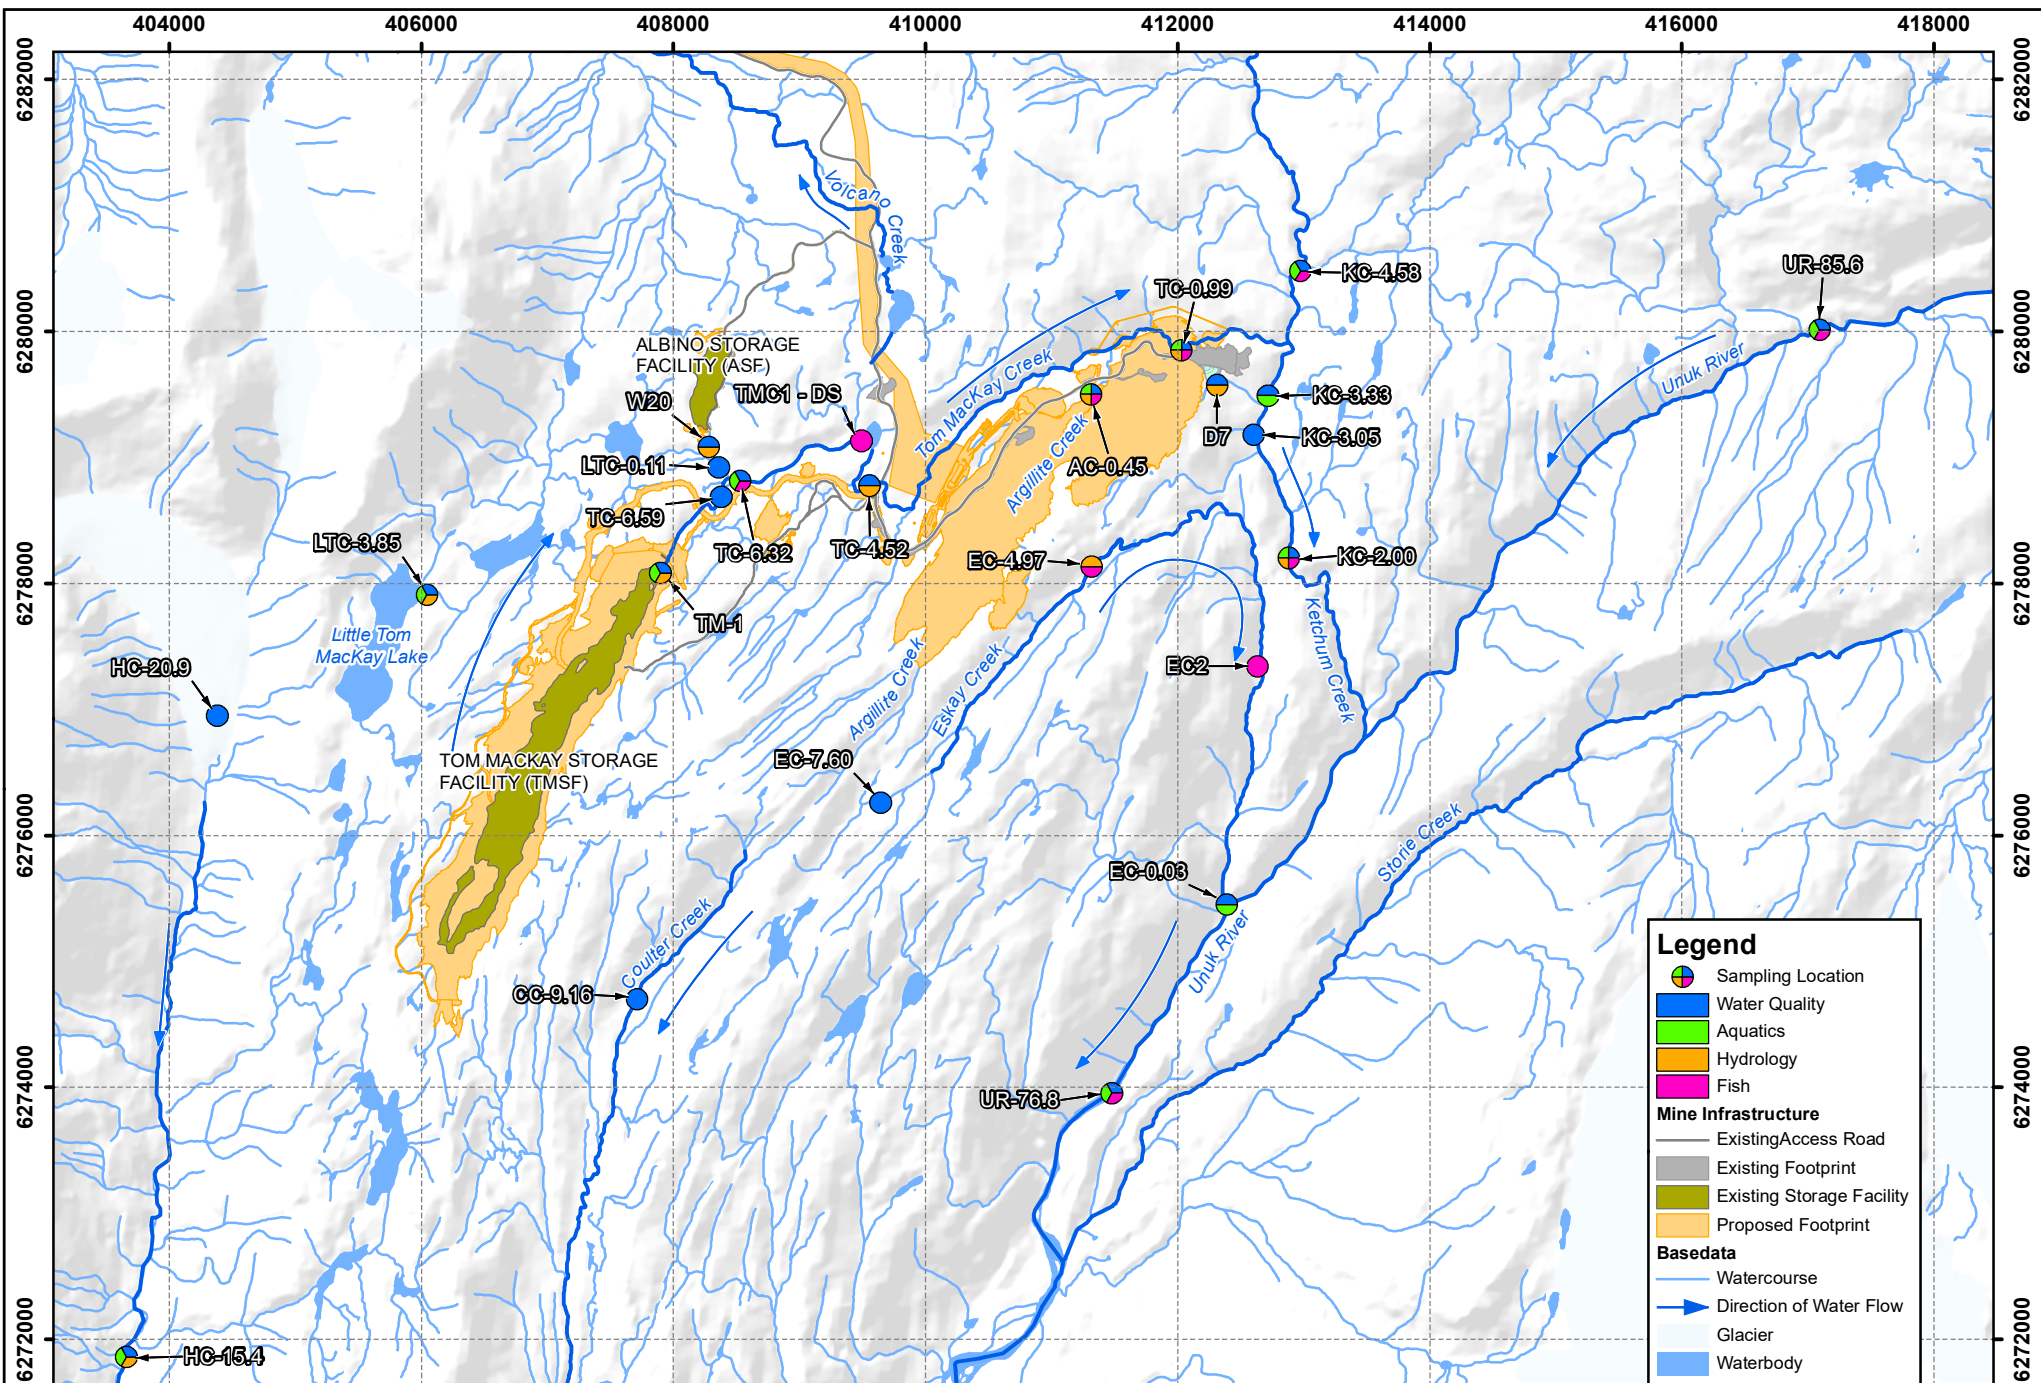 404000 406000 408000 410000 412000 414000 416000 418000
6282000
6282000
Volcano Creek
KC-4.58
UR-85.6
TC-0.99
6280000
6280000
ALBINO STORAGE
FACILITY (ASF)
Tom MacKay Creek
Unuk River
W20
TMC1 - DS
KC-3.33
D7
KC-3.05
LTC-0.11
AC-0.45
Argillite Creek
TC-6.59
LTC-3.85
TC-6.32
TC-4.52
EC-4.97
KC-2.00
6278000
6278000
TM-1
Little Tom
MacKay Lake
Ketchum Creek
HC-20.9
EC2
Argillite Creek
Eskay Creek
TOM MACKAY STORAGE
FACILITY (TMSF)
EC-7.60
6276000
6276000
Storie Creek
EC-0.03
Coulter Creek
Unuk River
CC-9.16
UR-76.8
6274000
6274000
HC-15.4
6272000
6272000
Legend
Sampling Location
Water Quality
Aquatics
Hydrology
Fish
Mine Infrastructure
ExistingAccess Road
Existing Footprint
Existing Storage Facility
Proposed Footprint
Basedata
Watercourse
Direction of Water Flow
Glacier
Waterbody